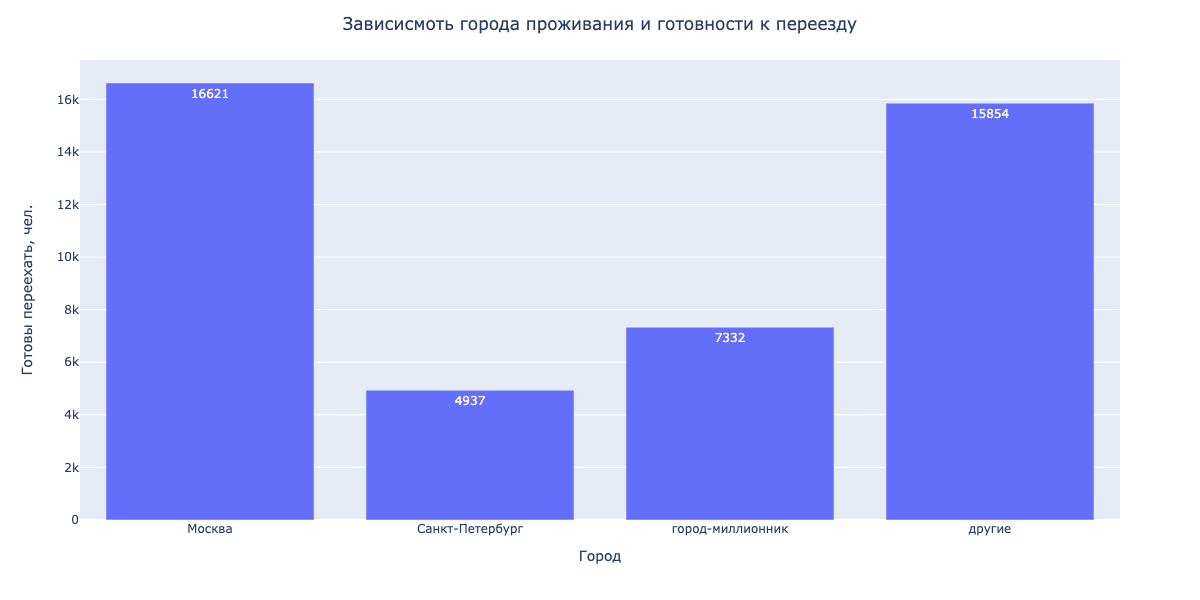 Зависисмоть города проживания и готовности к переезду
Готовы переехать, чел.
16k
14k
12k
10k
8k
6k
4k
2k
0
16621
4937
7332
15854
Москва
Санкт-Петербург
город-миллионник
другие
Город